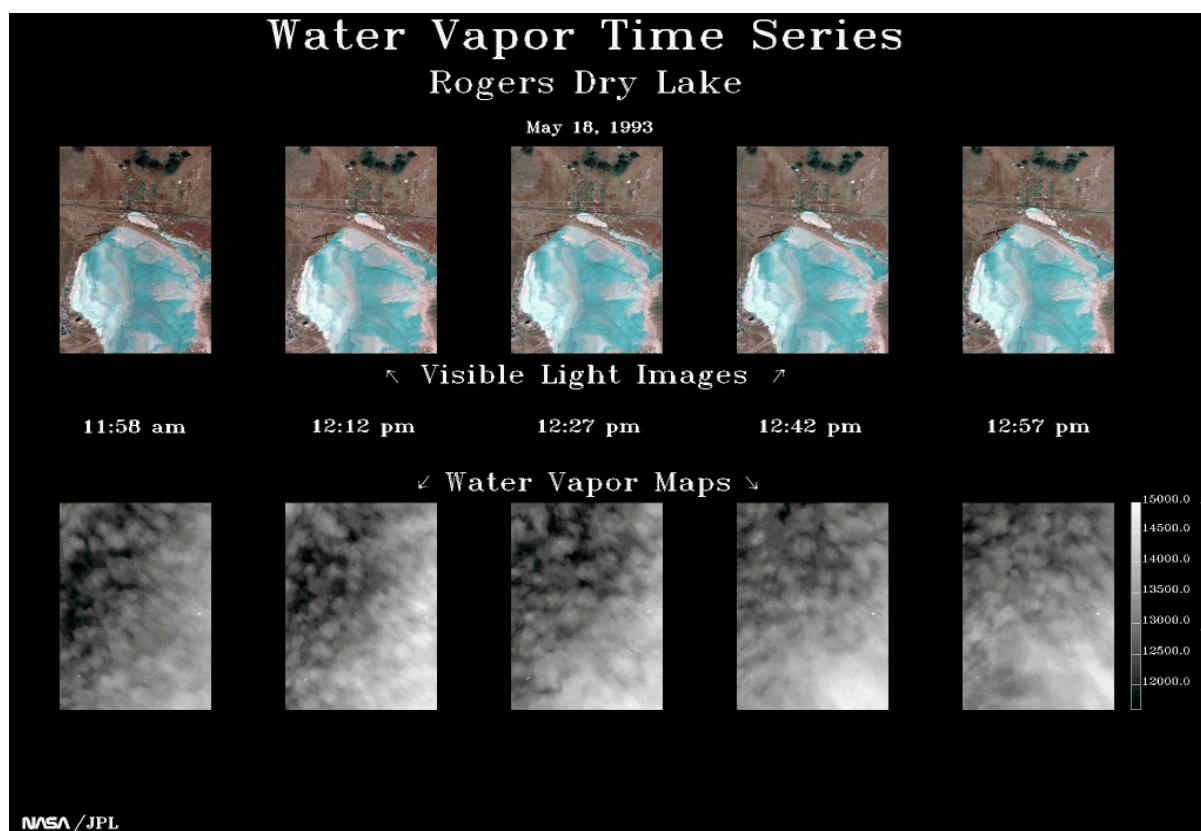 Water Vapor Time Series
Rogers Dry Lake
May 18, 1993
↖ Visible Light Images ↗
11:58 am 12:12 pm 12:27 pm 12:42 pm 12:57 pm
↙ Water Vapor Maps ↘
15000.0
14500.0
14000.0
13500.0
13000.0
12500.0
12000.0
NASA /JPL